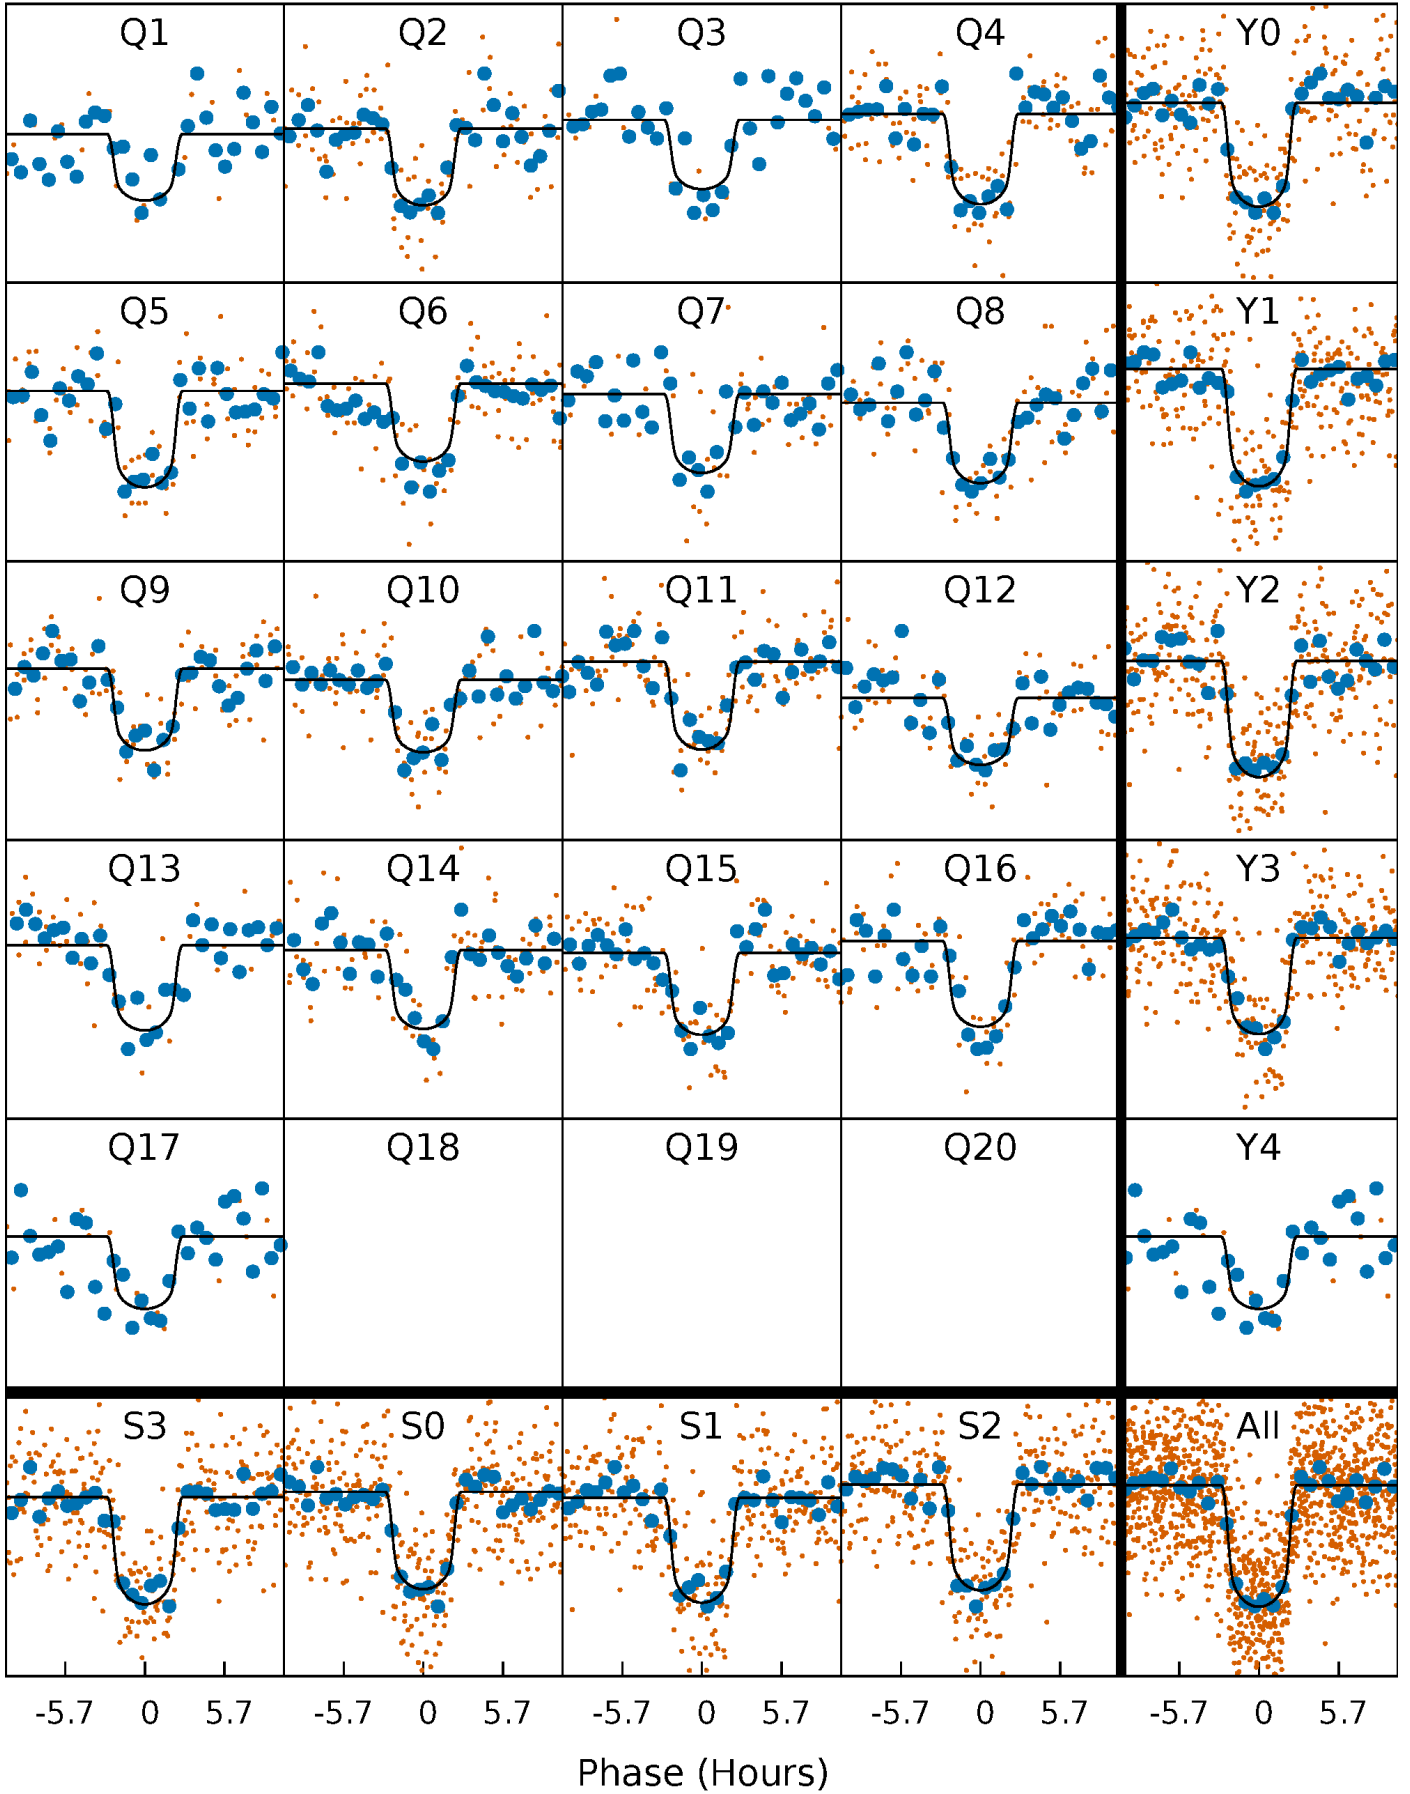 Q1 Q2 Q3 Q4 Y0
Q5 Q6 Q7 Q8 Y1
Q9 Q10 Q11 Q12 Y2
Q13 Q14 Q15 Q16 Y3
Q17 Q18 Q19 Q20 Y4
S3 S0 S1 S2 All
-5.7 0 5.7 -5.7 0 5.7 -5.7 0 5.7 -5.7 0 5.7 -5.7 0 5.7
Phase (Hours)